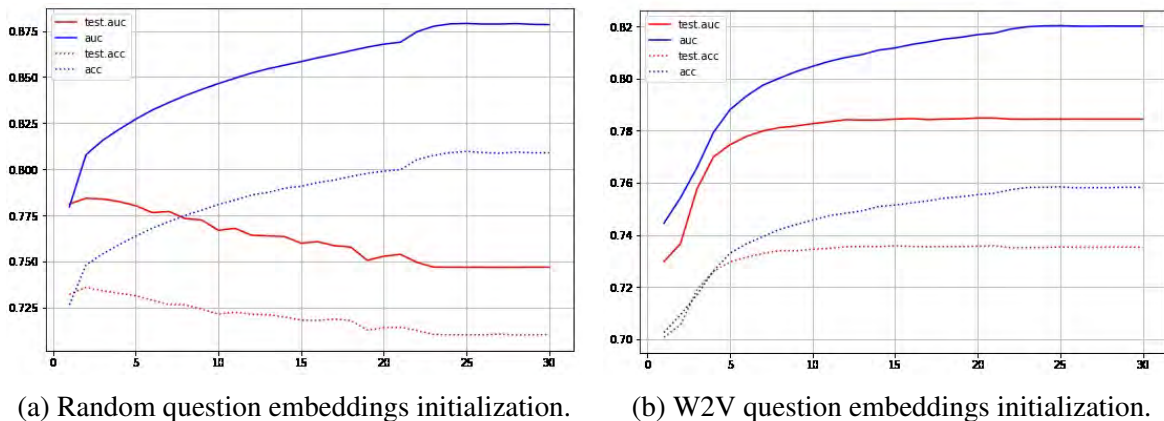 test.auc
auc
test.acc
acc
0.875
0.850
0.825
0.800
0.775
0.750
0.725
0 5 10 15 20 25 30
(a) Random question embeddings initialization.
test.auc
auc
test.acc
acc
0.82
0.80
0.78
0.76
0.74
0.72
0.70
0 5 10 15 20 25 30
(b) W2V question embeddings initialization.